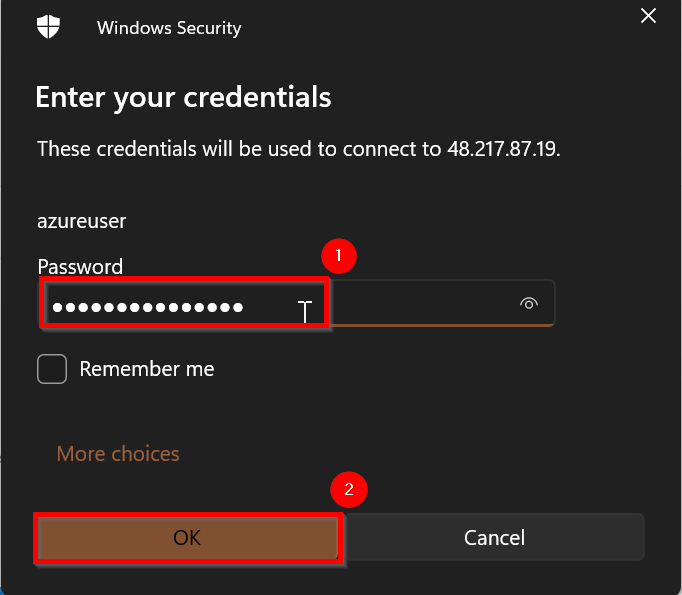 Windows Security
Enter your credentials
These credentials will be used to connect to 48.217.87.19.
azureuser
Password
1
●●●●●●●●●●●●●●●
Remember me
More choices
2
OK
Cancel